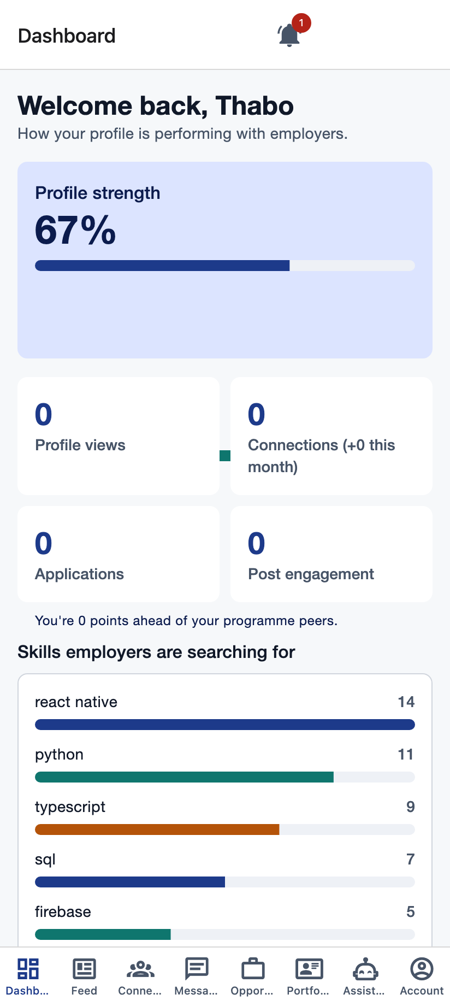 Dashboard
1
Welcome back, Thabo
How your profile is performing with employers.
Profile strength
67%
0
Profile views
0
Connections (+0 this
month)
0
Applications
0
Post engagement
You're 0 points ahead of your programme peers.
Skills employers are searching for
react native 14
python 11
typescript 9
sql 7
firebase 5
Dashb... Feed Conne... Messa... Oppor... Portfo... Assist... Account